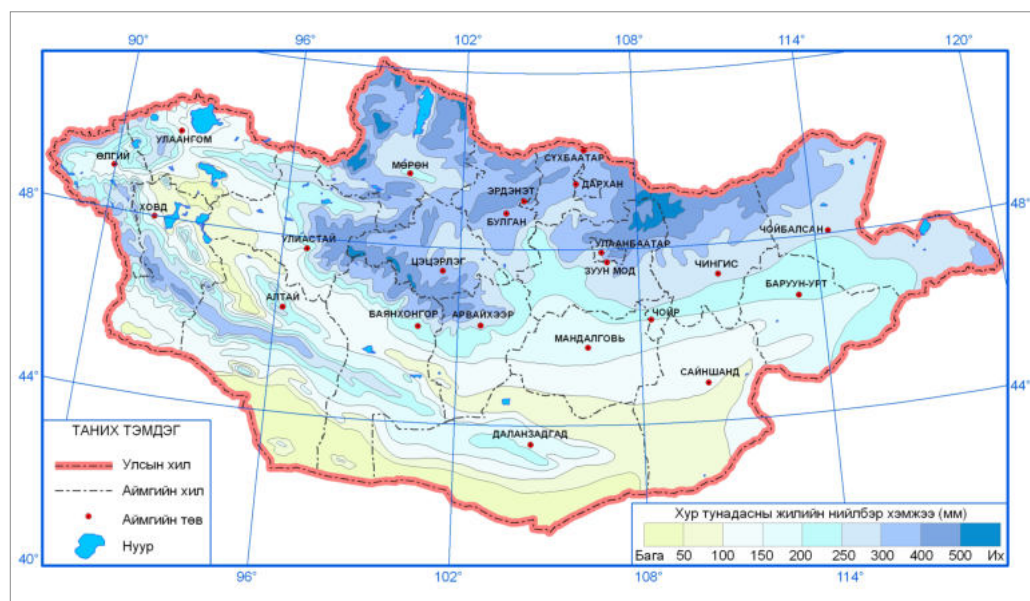 90° 96° 102° 108° 114° 120°
УЛААНГОМ
ӨЛГИЙ
СҮХБААТАР
МӨРӨН
ДАРХАН
48°
ЭРДЭНЭТ
48°
ХОВД
БУЛГАН
ЧОЙБАЛСАН
УЛИАСТАЙ
УЛААНБААТАР
ЦЭЦЭРЛЭГ
ЗУУН МОД
ЧИНГИС
БАРУУН-УРТ
АЛТАЙ
БАЯНХОНГОР
АРВАЙХЭЭР
ЧОЙР
МАНДАЛГОВЬ
44°
САЙНШАНД
44°
ДАЛАНЗАДГАД
ТАНИХ ТЭМДЭГ
Улсын хил
Аймгийн хил
Аймгийн төв
Нуур
Хур тунадасны жилийн нийлбэр хэмжээ (мм)
Бага 50 100 150 200 250 300 400 500 Их
40°
96° 102° 108° 114°